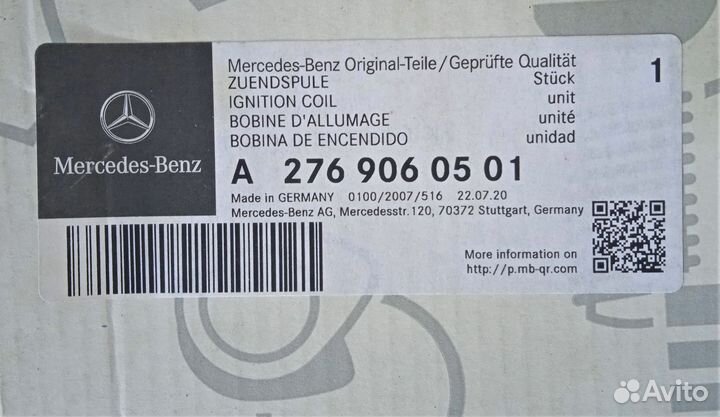 Mercedes-Benz Original-Teile/Geprüfte Qualität
ZUENDSPULE Stück 1
IGNITION COIL unit
BOBINE D'ALLUMAGE unité
BOBINA DE ENCENDIDO unidad
Mercedes-Benz
A 276 906 05 01
Made in GERMANY 0100/2007/516 22.07.20
Mercedes-Benz AG, Mercedesstr.120, 70372 Stuttgart, Germany
More information on
http://p.mb-qr.com
Avito